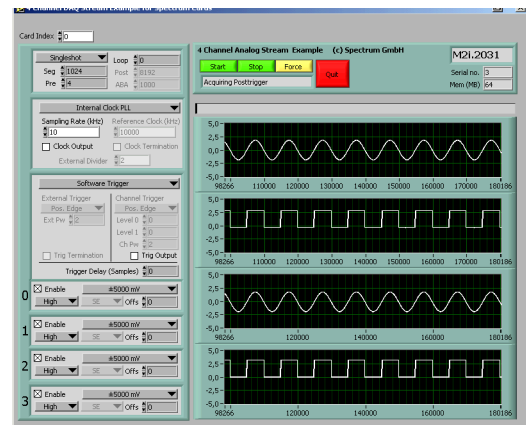 4 Channel DAQ Stream Example for Spectrum Cards
Card Index 0
Singleshot
Loop 0
Seg 1024
Post 8192
Pre 4
ABA 1000
Internal Clock PLL
Sampling Rate (kHz)
Reference Clock (kHz)
10
10000
Clock Output
Clock Termination
External Divider 2
Software Trigger
External Trigger
Channel Trigger
Pos. Edge
Pos. Edge
Ext Pw 2
Level 0 0
Level 1 0
Ch Pw 2
Trig Termination
Trig Output
Trigger Delay (Samples) 0
0
Enable
±5000 mV
High
SE
Offs 0
1
Enable
±5000 mV
High
SE
Offs 0
2
Enable
±5000 mV
High
SE
Offs 0
3
Enable
±5000 mV
High
SE
Offs 0
4 Channel Analog Stream Example (c) Spectrum GmbH
Start
Stop
Force
Quit
Acquiring Posttrigger
M2i.2031
Serial no. 3
Mem (MB) 64
5,0
2,5
0,0
-2,5
-5,0
98266 110000 120000 130000 140000 150000 160000 170000 180186
5,0
2,5
0,0
-2,5
-5,0
98266 110000 120000 130000 140000 150000 160000 170000 180186
5,0
2,5
0,0
-2,5
-5,0
98266 120000 140000 160000 180186
5,0
2,5
0,0
-2,5
-5,0
98266 120000 140000 160000 180186